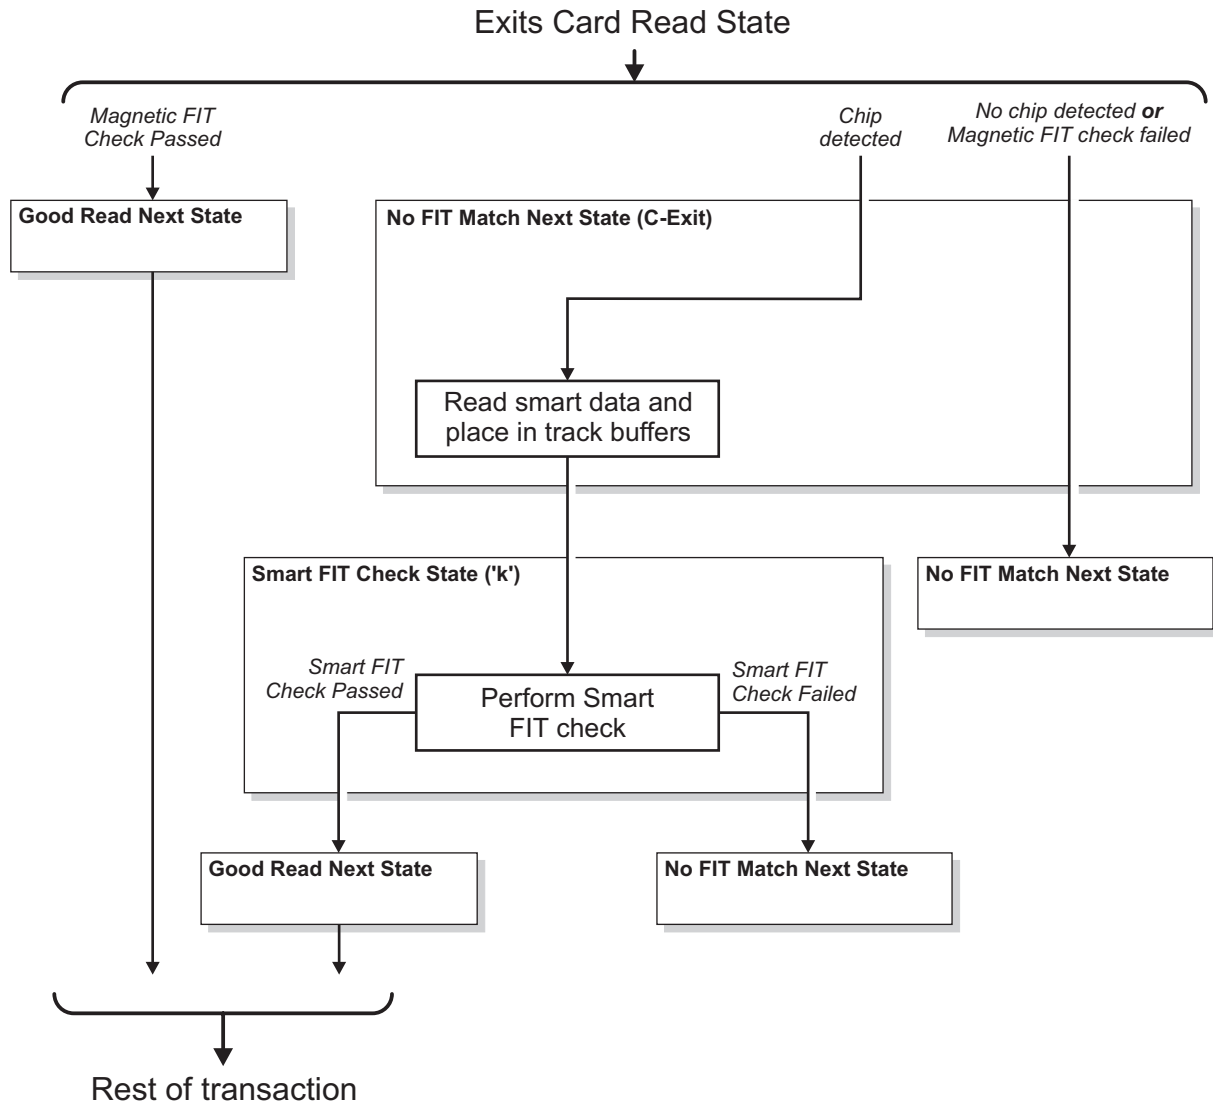 Exits Card Read State
Magnetic FIT
Check Passed
Chip
detected
No chip detected or
Magnetic FIT check failed
Good Read Next State
No FIT Match Next State (C-Exit)
Read smart data and
place in track buffers
Smart FIT Check State ('k')
No FIT Match Next State
Smart FIT
Check Passed
Perform Smart
FIT check
Smart FIT
Check Failed
Good Read Next State
No FIT Match Next State
Rest of transaction